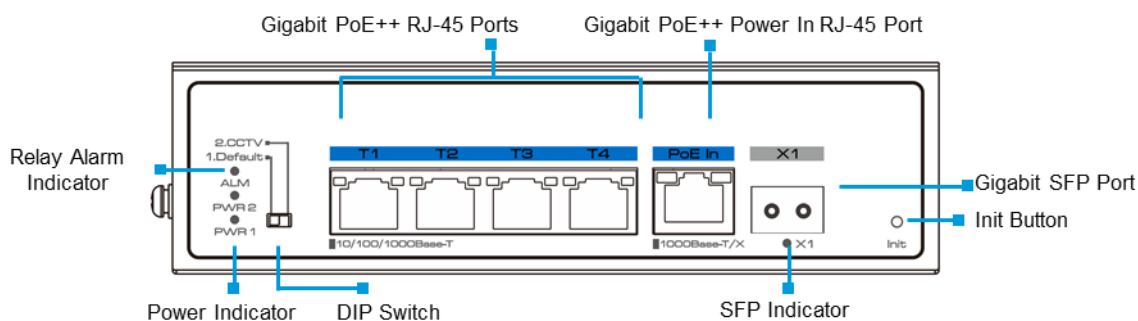 Gigabit PoE++ RJ-45 Ports
Gigabit PoE++ Power In RJ-45 Port
2.CCTV
1.Default
T1
T2
T3
T4
PoE In
X1
Relay Alarm
Indicator
ALM
PWR 2
PWR 1
Gigabit SFP Port
Init Button
10/100/1000Base-T
1000Base-T/X
X1
Init
Power Indicator
DIP Switch
SFP Indicator